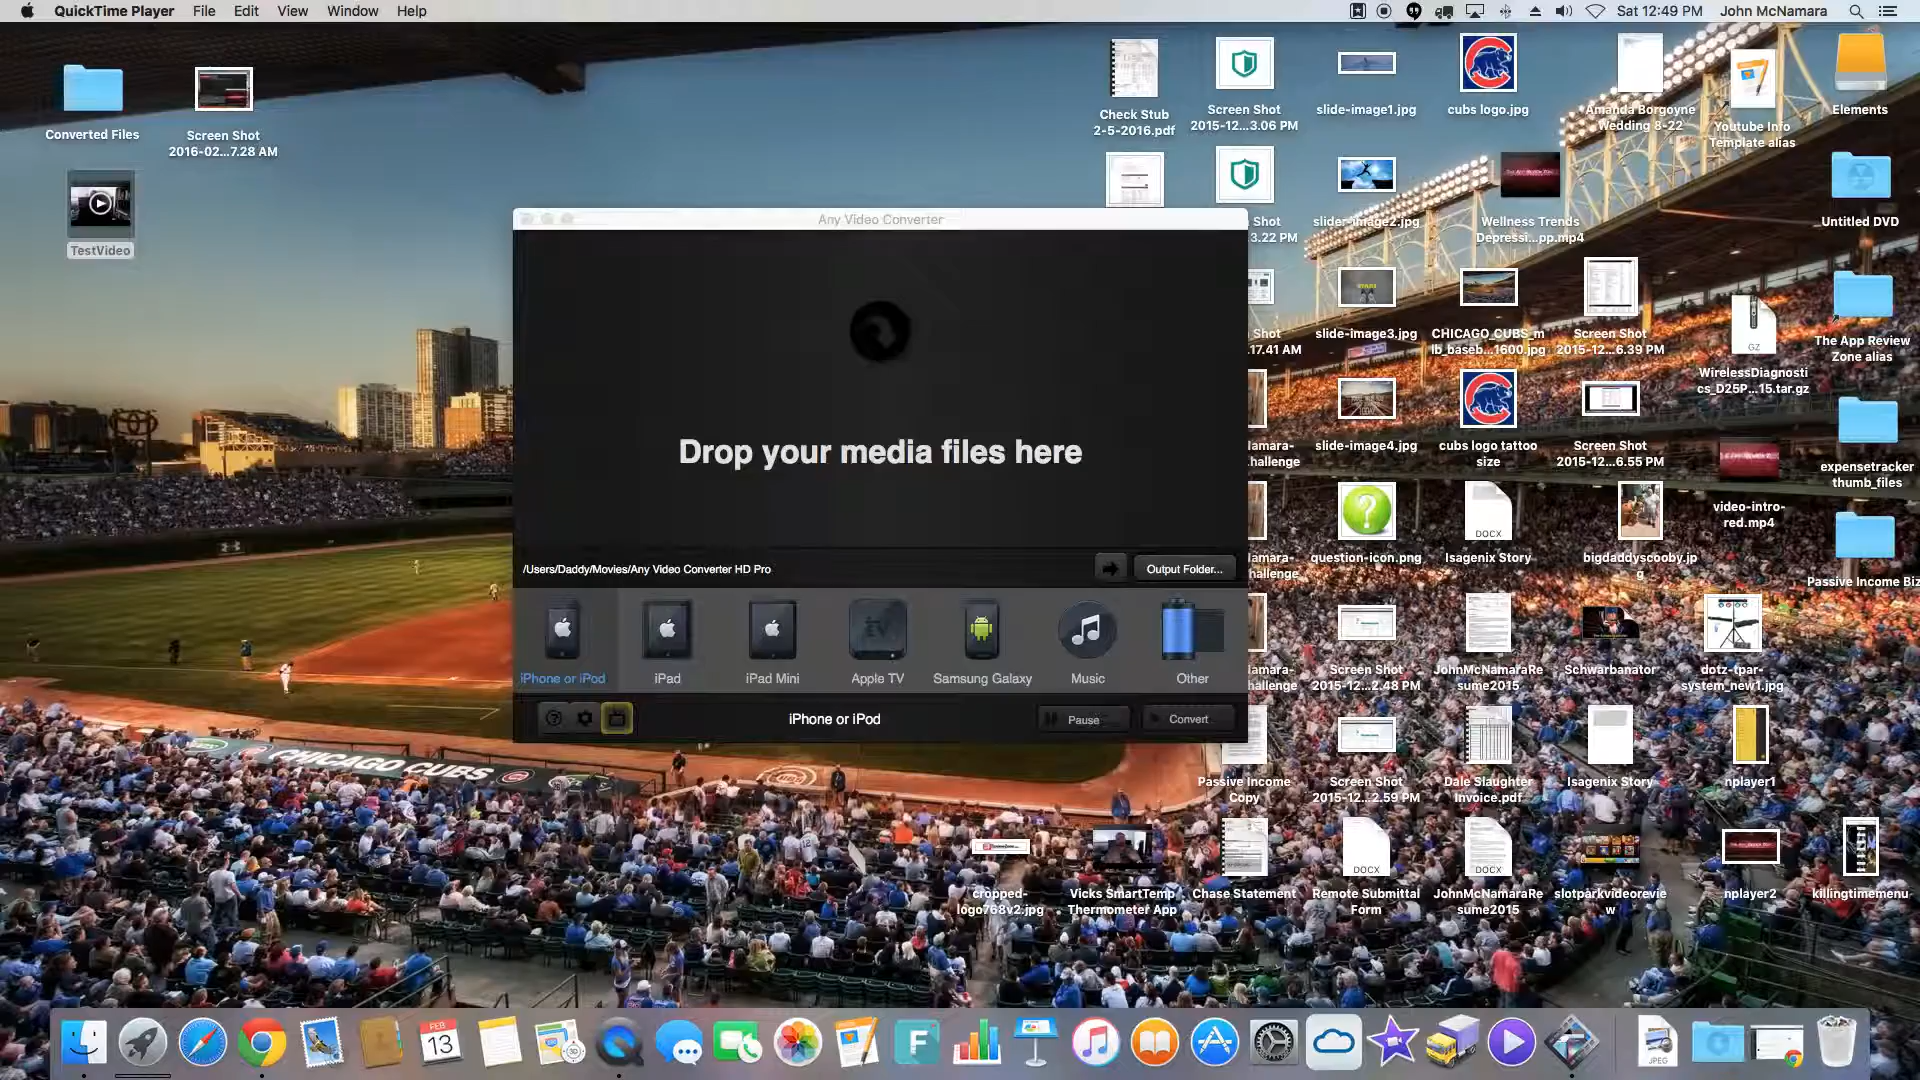 QuickTime Player File Edit View Window Help
Sat 12:49 PM John McNamara
Converted Files
Screen Shot
2016-02...7.28 AM
TestVideo
Check Stub
2-5-2016.pdf
Screen Shot
2015-12...3.06 PM
slide-image1.jpg
cubs logo.jpg
Amanda Borgoyne
Wedding 8-22
Youtube Info
Template alias
Elements
Shot
3.22 PM
slider-image2.jpg
Wellness Trends
Depressi...pp.mp4
Untitled DVD
Any Video Converter
Drop your media files here
/Users/Daddy/Movies/Any Video Converter HD Pro
Output Folder...
iPhone or iPod
iPad
iPad Mini
Apple TV
Samsung Galaxy
Music
Other
iPhone or iPod
Pause
Convert
Shot
17.41 AM
slide-image3.jpg
CHICAGO_CUBS_m
lb_baseb...1600.jpg
Screen Shot
2015-12...6.39 PM
GZ
WirelessDiagnosti
cs_D25P...15.tar.gz
The App Review
Zone alias
slide-image4.jpg
cubs logo tattoo
size
Screen Shot
2015-12...6.55 PM
expensetracker
thumb_files
question-icon.png
DOCX
Isagenix Story
bigdaddyscooby.jp
g
video-intro-
red.mp4
Passive Income Biz
Screen Shot
2015-12...2.48 PM
JohnMcNamaraRe
sume2015
Schwarbanator
dotz-tpar-
system_new1.jpg
Passive Income
Copy
Screen Shot
2015-12...2.59 PM
Dale Slaughter
Invoice.pdf
Isagenix Story
nplayer1
cropped-
logo768v2.jpg
Vicks SmartTemp
Thermometer App
Chase Statement
DOCX
Remote Submittal
Form
DOCX
JohnMcNamaraRe
sume2015
slotparkvideorevie
w
nplayer2
killingtimemenu
CHICAGO CUBS
FEB
13
JPEG